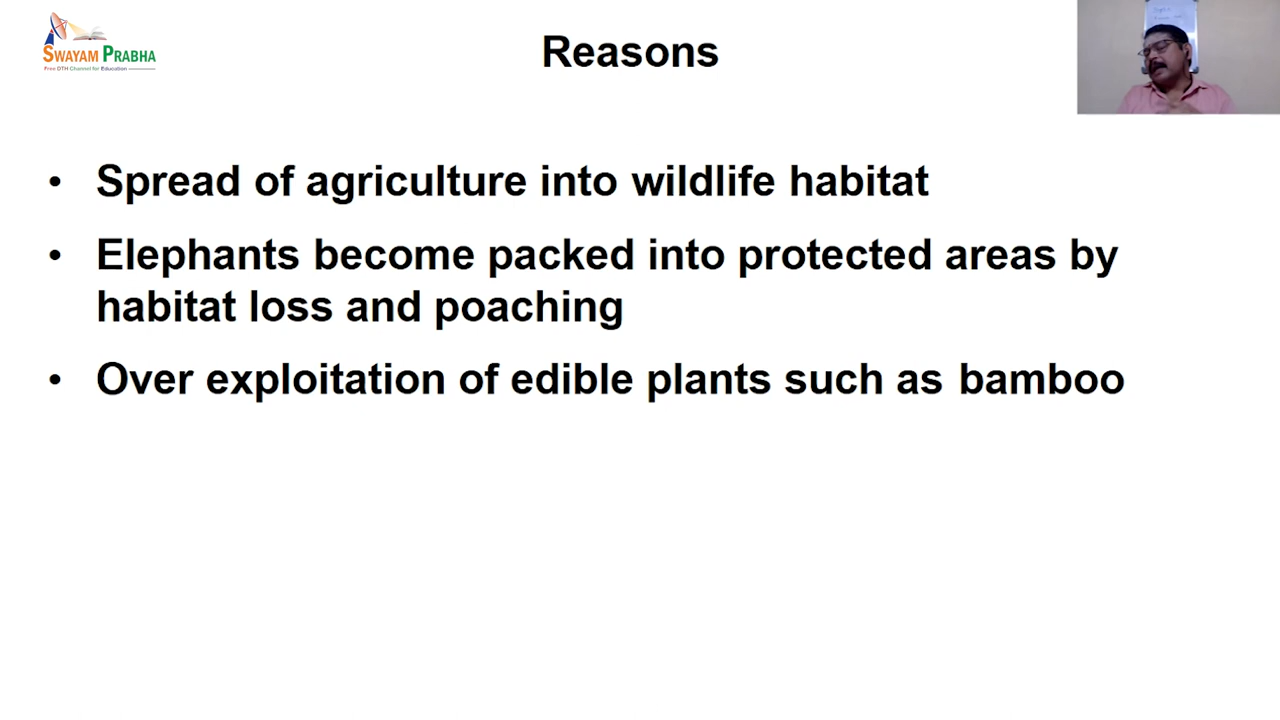 SWAYAM PRABHA
Free DTH Channel for Education
Reasons
• Spread of agriculture into wildlife habitat
• Elephants become packed into protected areas by
habitat loss and poaching
• Over exploitation of edible plants such as bamboo